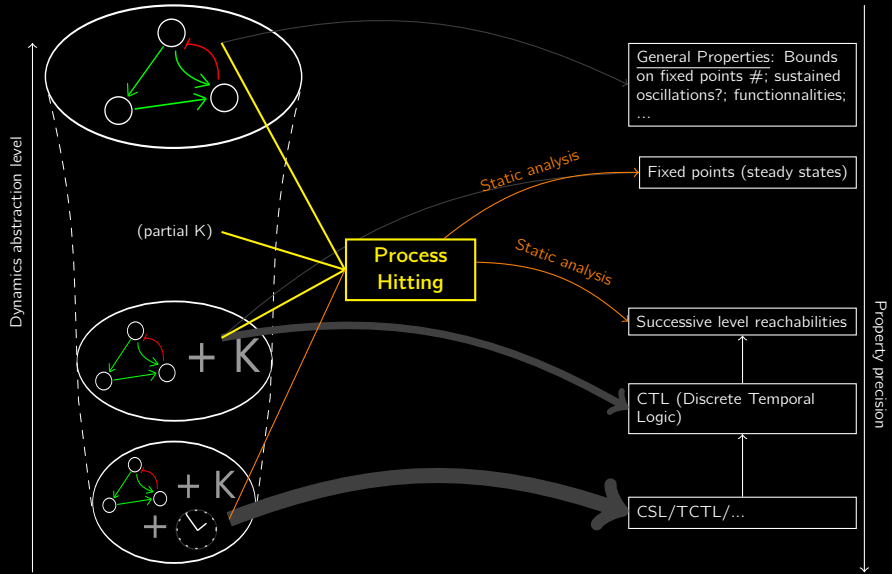 Dynamics abstraction level
General Properties: Bounds
on fixed points #; sustained
oscillations?; functionnalities;
...
Static analysis
Fixed points (steady states)
(partial K)
Process
Hitting
Static analysis
Successive level reachabilities
+ K
CTL (Discrete Temporal
Logic)
+ K
+
CSL/TCTL/...
Property precision